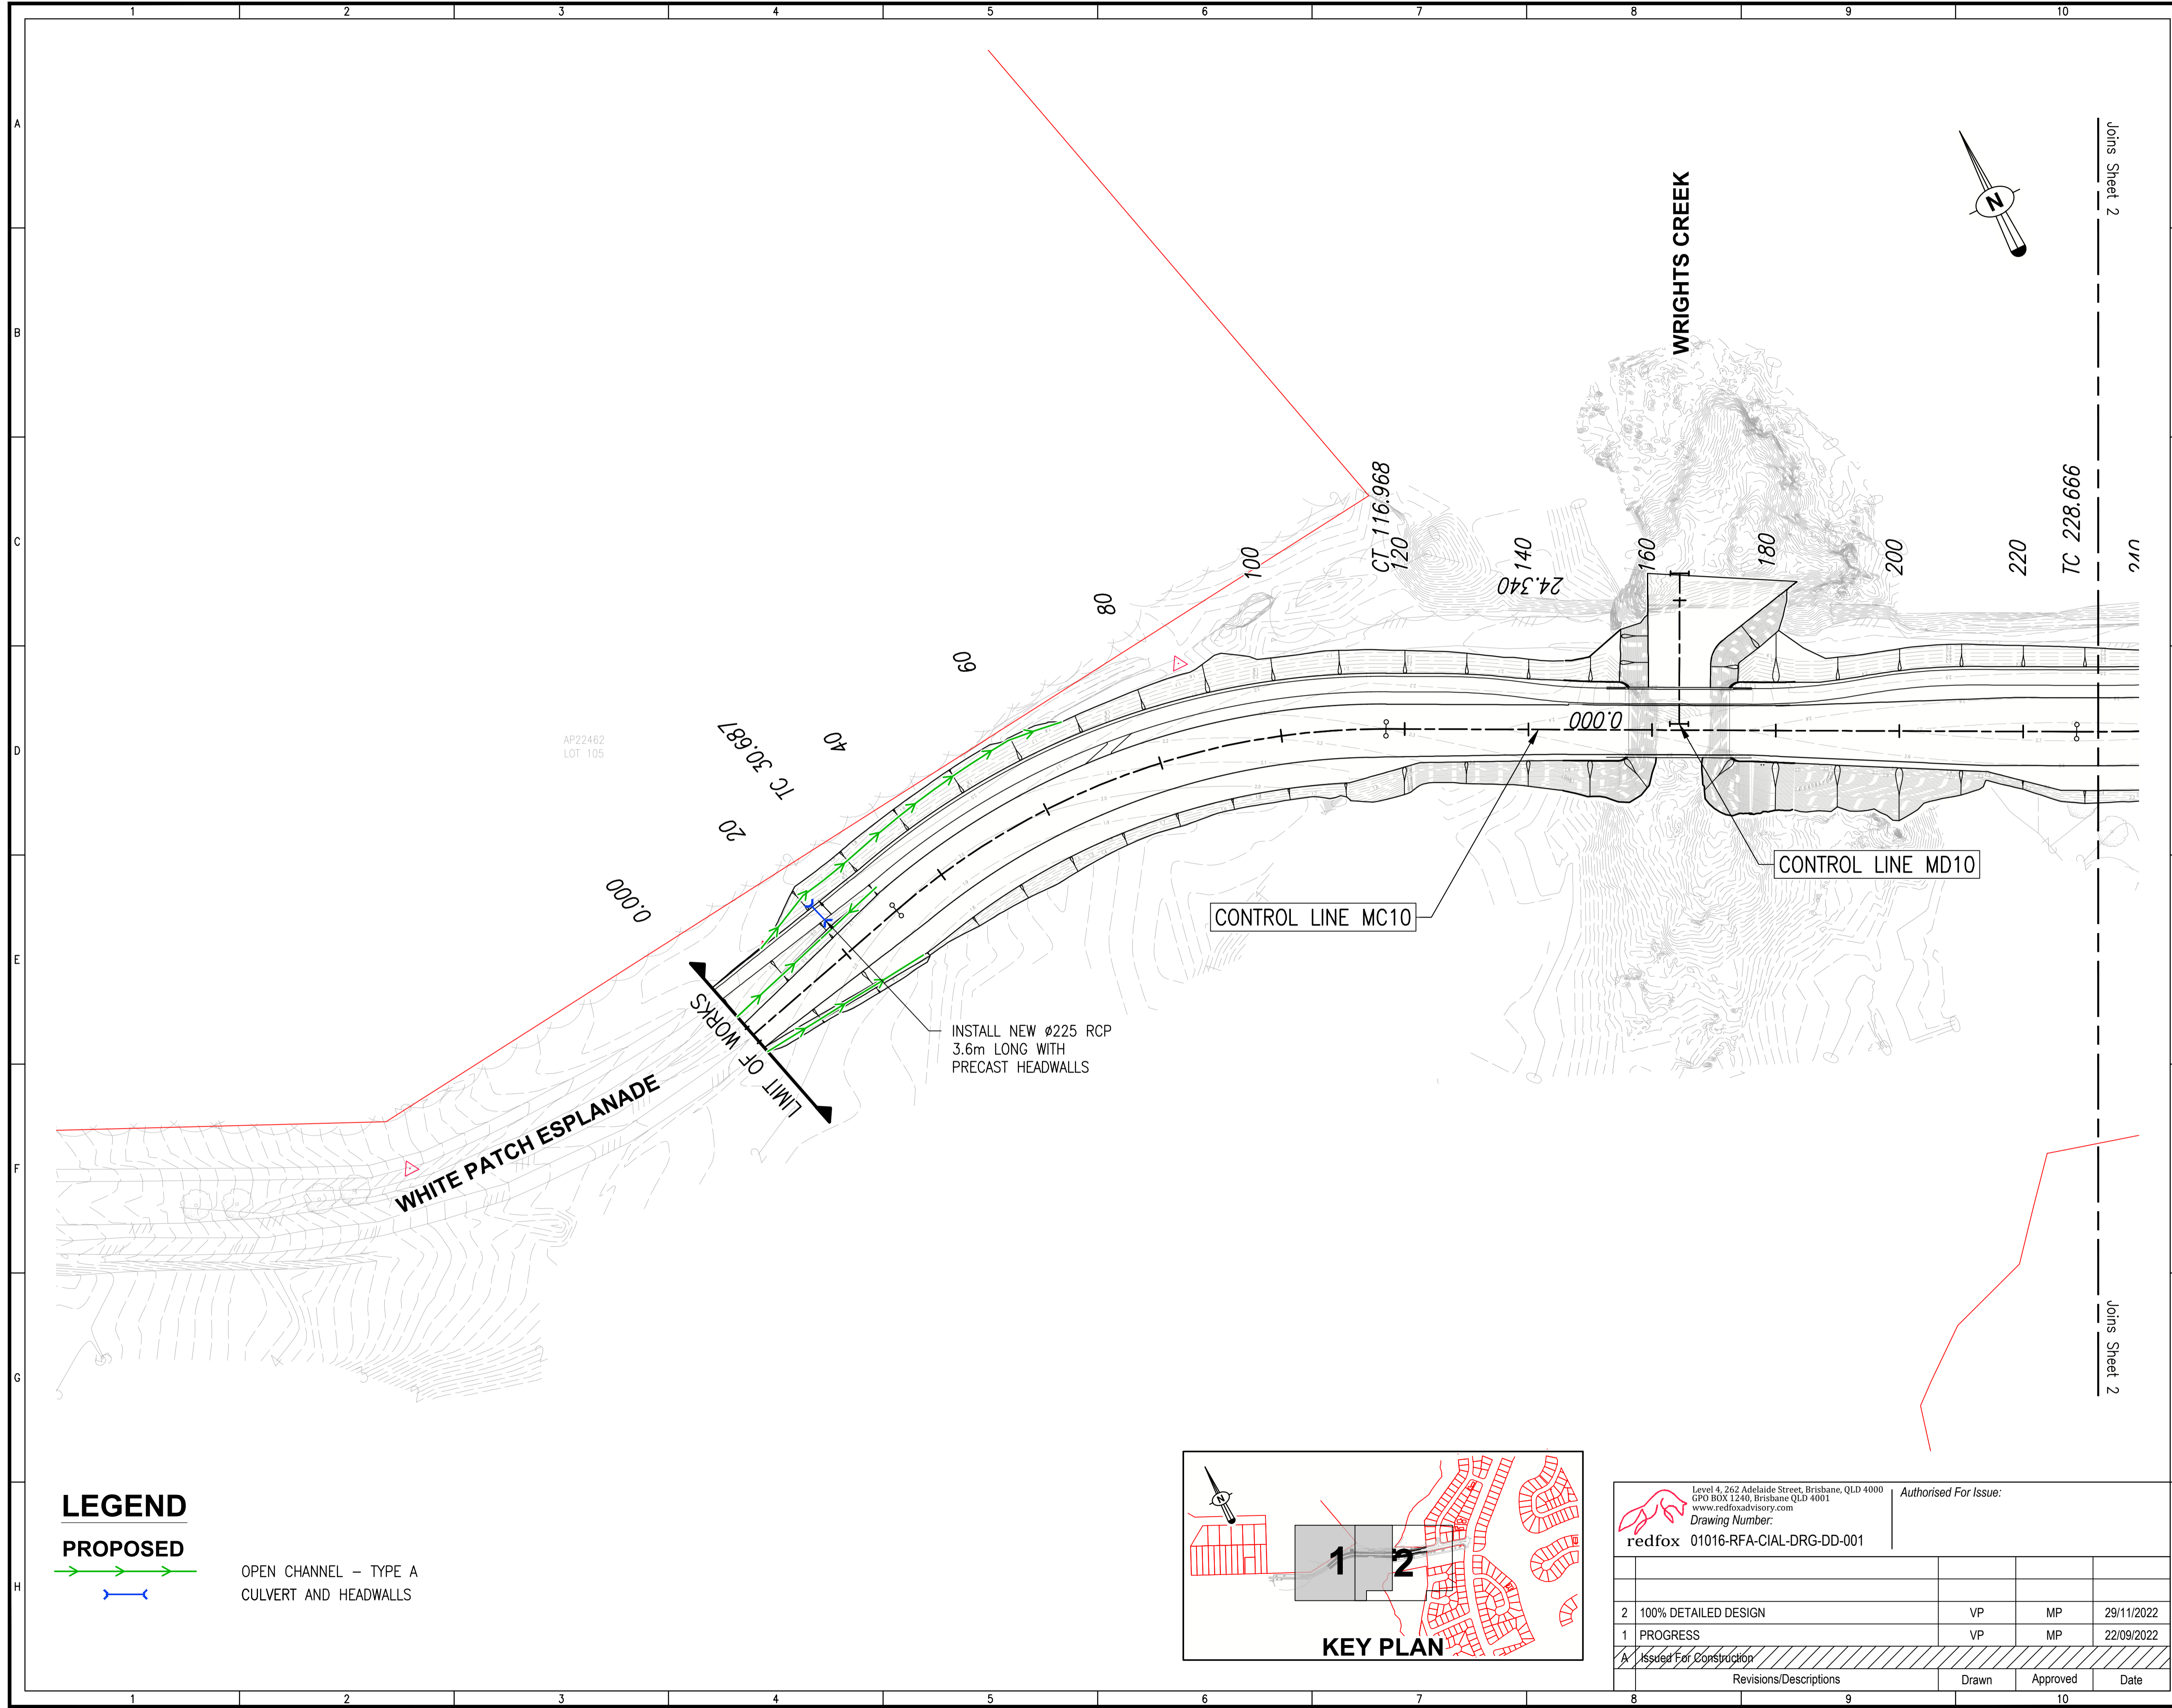 1 2 3 4 5 6 7 8 9 10
A
B
C
D
E
F
G
H
Joins Sheet 2
N
WRIGHTS CREEK
CT 116.968
TC 228.666
0.000
20
TC 30.687
40
60
80
100
120
140
24.340
160
180
200
220
240
0.000
AP22462
LOT 105
CONTROL LINE MD10
CONTROL LINE MC10
LIMIT OF WORKS
INSTALL NEW ø225 RCP
3.6m LONG WITH
PRECAST HEADWALLS
WHITE PATCH ESPLANADE
Joins Sheet 2
LEGEND
PROPOSED
OPEN CHANNEL – TYPE A
CULVERT AND HEADWALLS
N
1 2
KEY PLAN
redfox
Level 4, 262 Adelaide Street, Brisbane, QLD 4000
GPO BOX 1240, Brisbane QLD 4001
www.redfoxadvisory.com
Drawing Number:
01016-RFA-CIAL-DRG-DD-001
Authorised For Issue:
2 100% DETAILED DESIGN VP MP 29/11/2022
1 PROGRESS VP MP 22/09/2022
A Issued For Construction
Revisions/Descriptions Drawn Approved Date
1 2 3 4 5 6 7 8 9 10